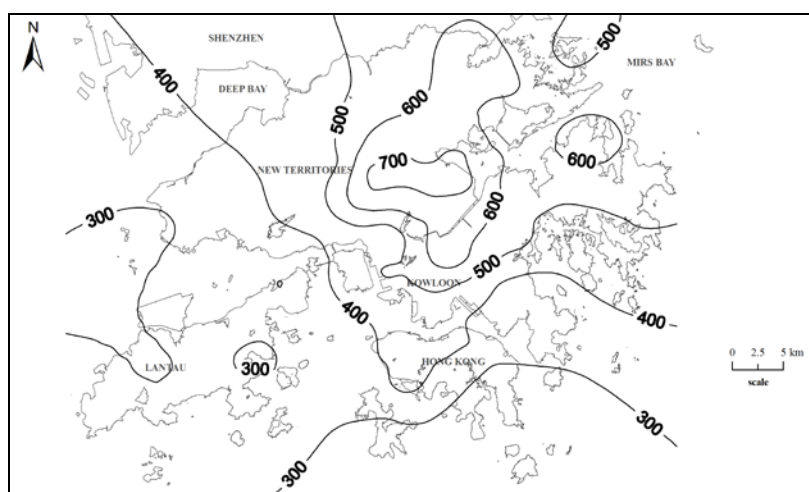 N
SHENZHEN
500
MIRS BAY
400
DEEP BAY
500
600
600
NEW TERRITORIES
700
300
600
500
KOWLOON
400
400
LANTAU
300
HONG KONG
0 2.5 5 km
scale
300
300